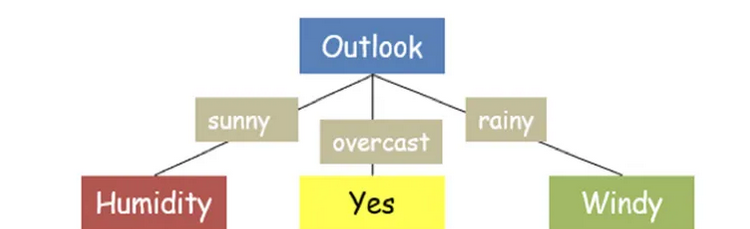 Outlook
sunny
overcast
rainy
Humidity
Yes
Windy